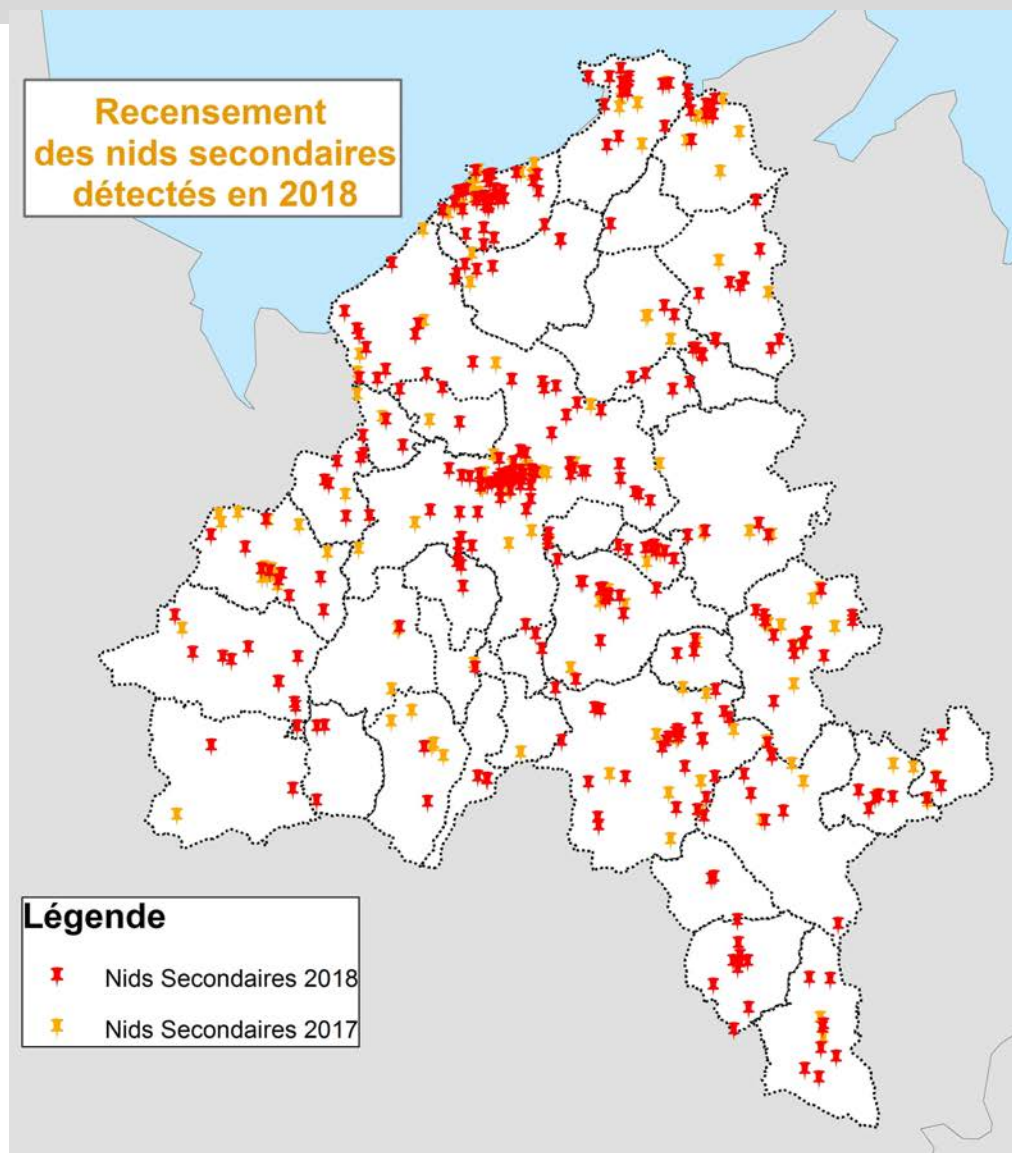 Recensement
des nids secondaires
détectés en 2018
Légende
Nids Secondaires 2018
Nids Secondaires 2017